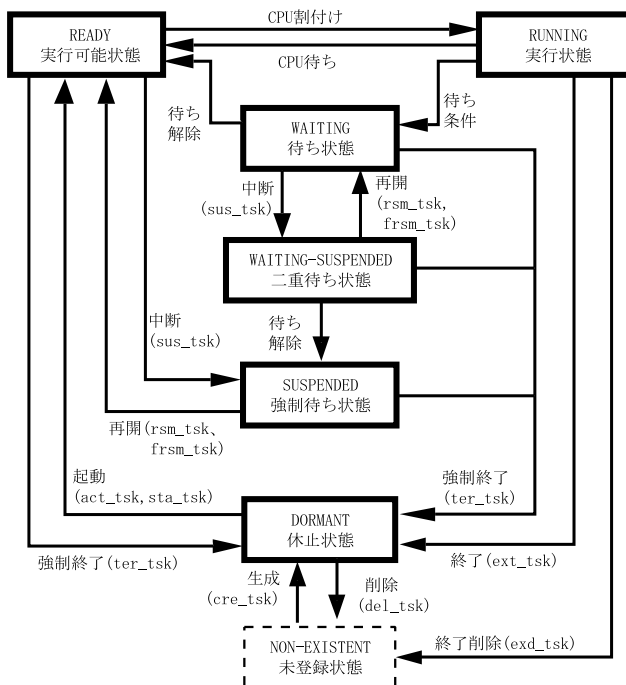 CPU割付け
READY
実行可能状態
RUNNING
実行状態
CPU待ち
待ち
解除
待ち
条件
WAITING
待ち状態
中断
(sus_tsk)
再開
(rsm_tsk,
frsm_tsk)
WAITING-SUSPENDED
二重待ち状態
中断
(sus_tsk)
待ち
解除
SUSPENDED
強制待ち状態
再開(rsm_tsk、
frsm_tsk)
起動
(act_tsk,sta_tsk)
強制終了
(ter_tsk)
DORMANT
休止状態
強制終了(ter_tsk)
終了(ext_tsk)
生成
(cre_tsk)
削除
(del_tsk)
NON-EXISTENT
未登録状態
終了削除(exd_tsk)